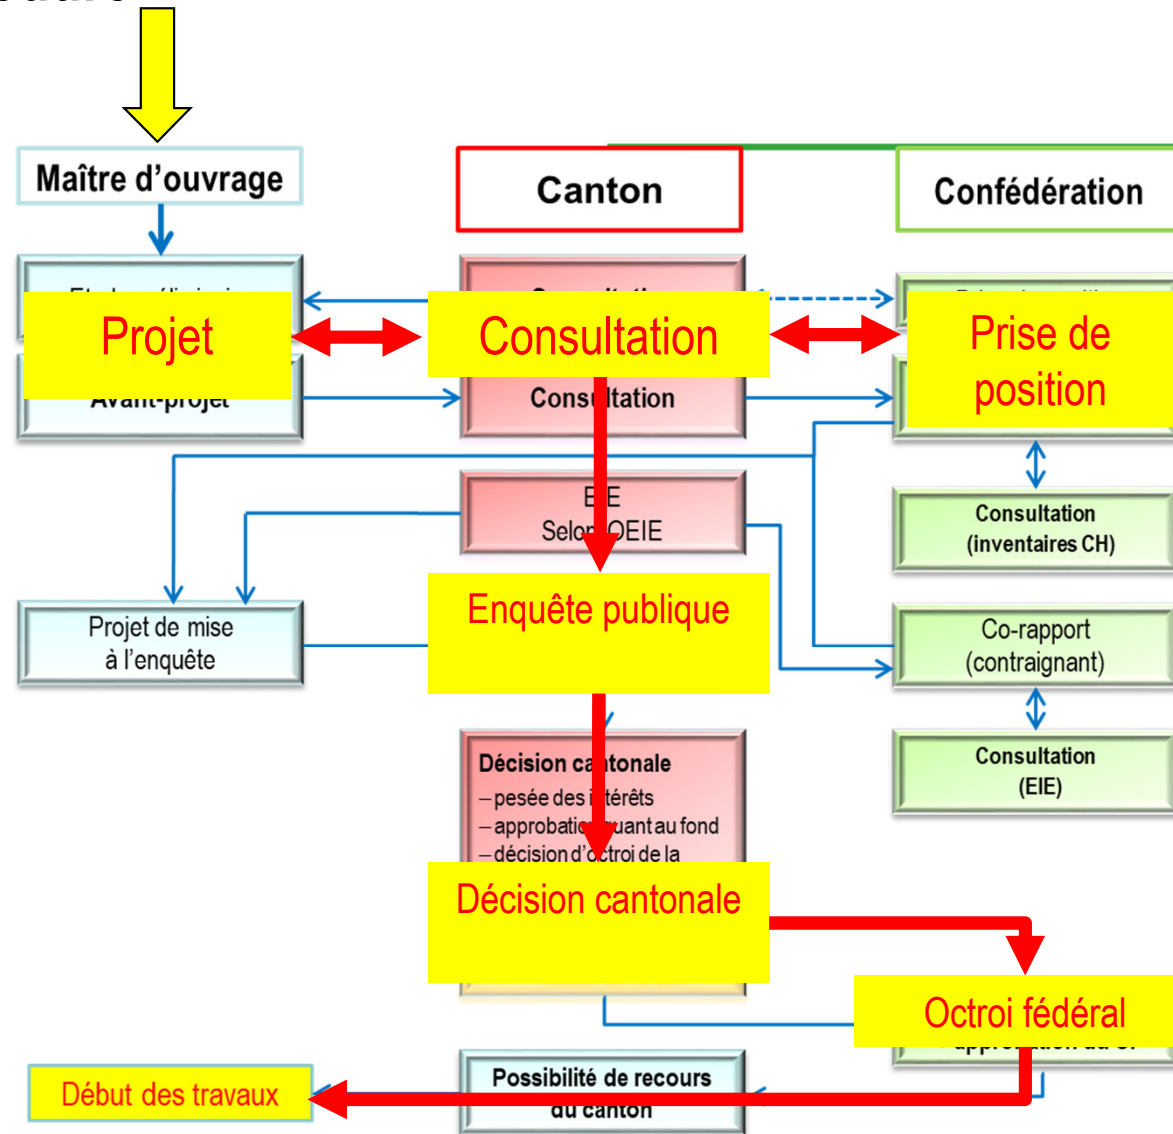 Maître d'ouvrage
Canton
Confédération
Projet
Consultation
Prise de
position
Avant-projet
Consultation
EIE
Selon OEIE
Consultation
(inventaires CH)
Enquête publique
Projet de mise
à l'enquête
Co-rapport
(contraignant)
Décision cantonale
– pesée des intérêts
– approbation quant au fond
– décision d'octroi de la
Consultation
(EIE)
Décision cantonale
Octroi fédéral
Début des travaux
Possibilité de recours
du canton